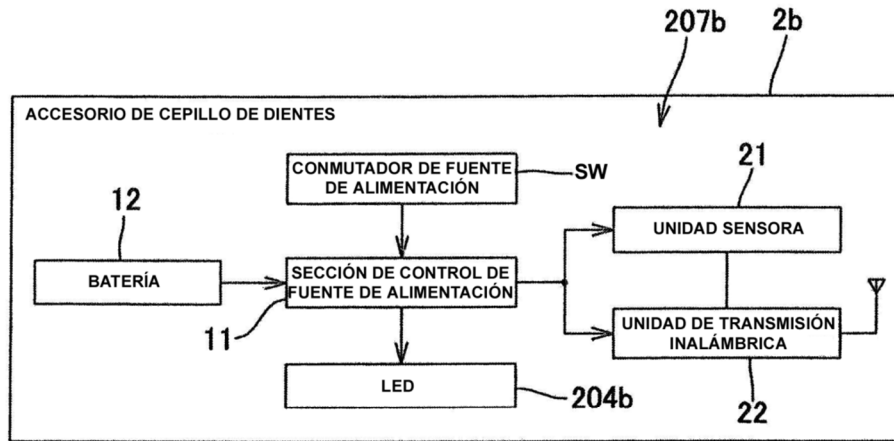 207b
2b
ACCESORIO DE CEPILLO DE DIENTES
CONMUTADOR DE FUENTE
DE ALIMENTACIÓN
SW
21
12
UNIDAD SENSORA
BATERÍA
SECCIÓN DE CONTROL DE
FUENTE DE ALIMENTACIÓN
11
UNIDAD DE TRANSMISIÓN
INALÁMBRICA
LED
204b
22